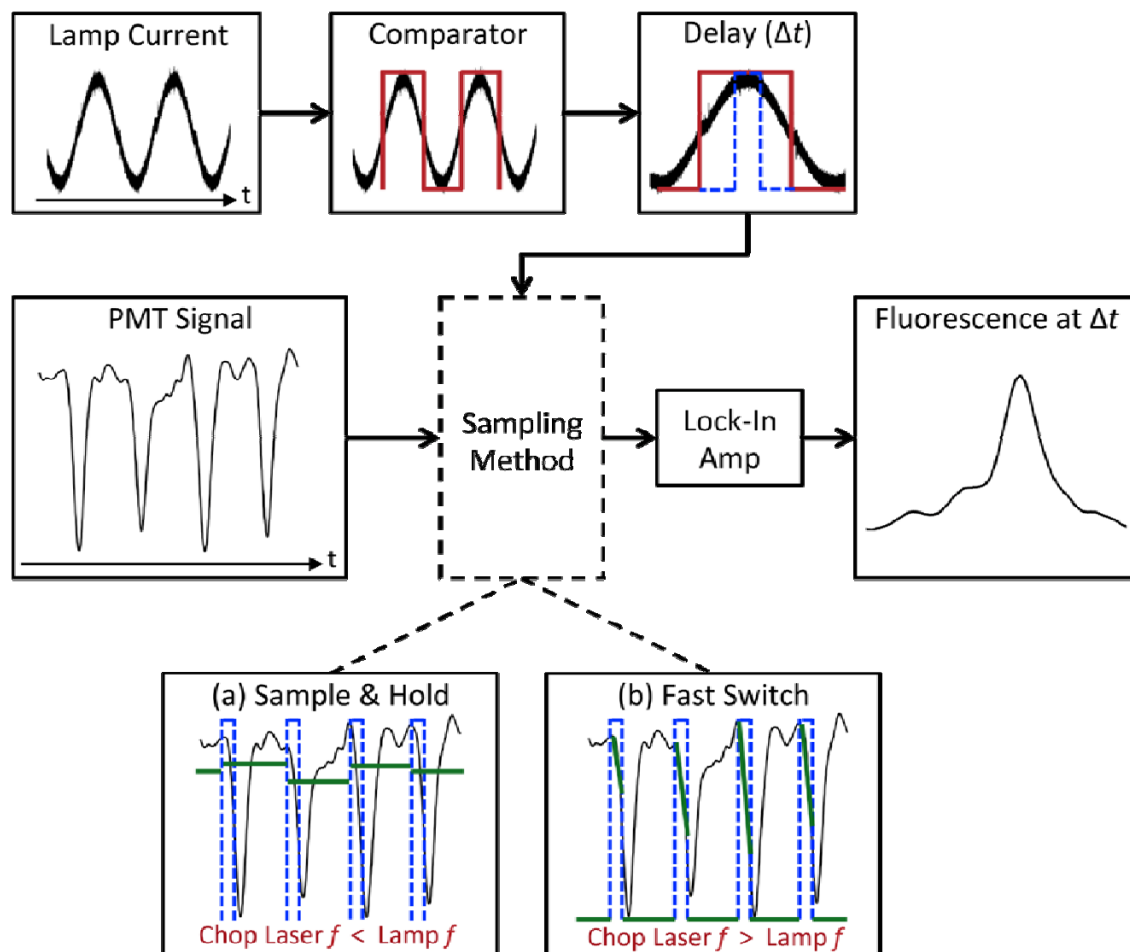 Lamp Current
t
Comparator
Delay (Δt)
PMT Signal
t
Sampling
Method
Lock-In
Amp
Fluorescence at Δt
(a) Sample & Hold
Chop Laser f < Lamp f
(b) Fast Switch
Chop Laser f > Lamp f